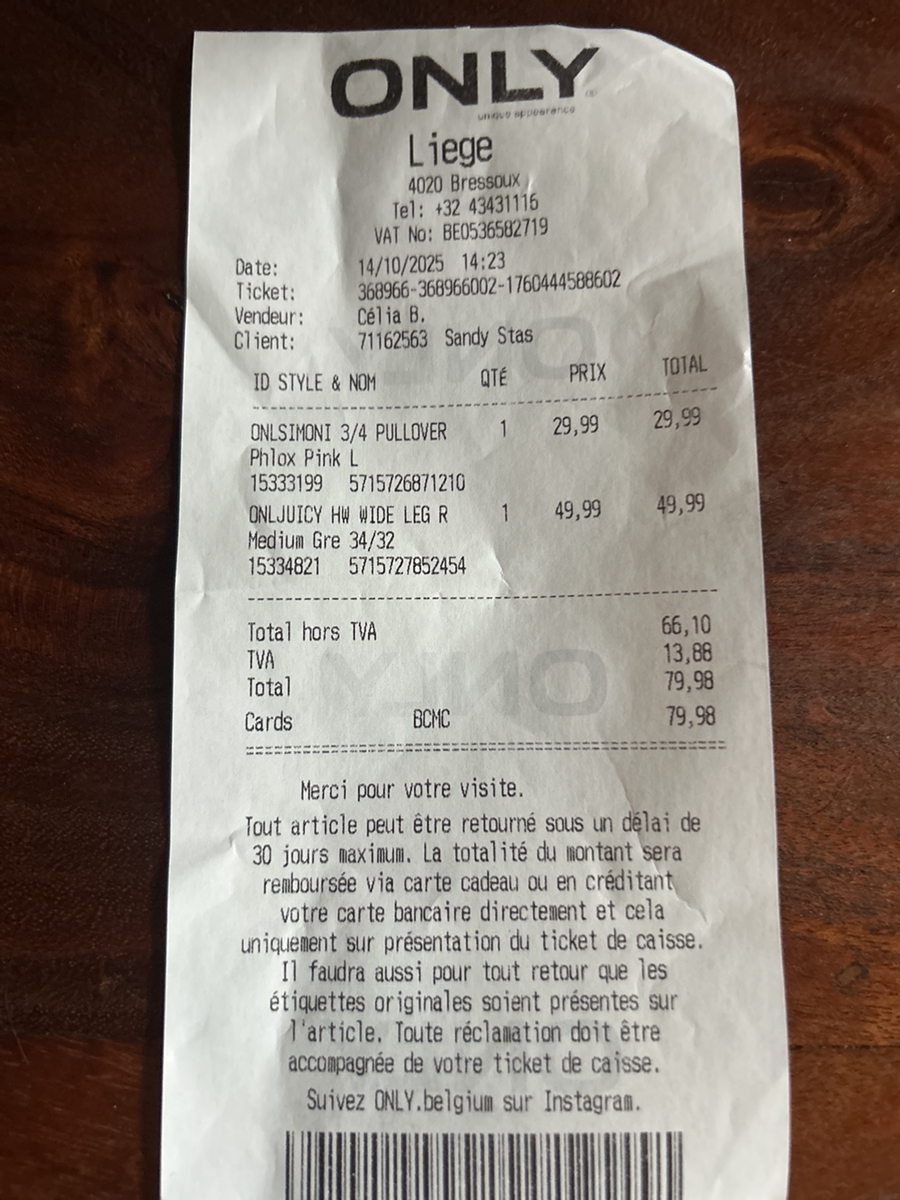 ONLY
unique appearance
Liege
4020 Bressoux
Tel: +32 43431116
VAT No: BE0536582719
Date: 14/10/2025 14:23
Ticket: 368966-368966002-1760444588602
Vendeur: Célia B.
Client: 71162563 Sandy Stas
ID STYLE & NOM QTÉ PRIX TOTAL
ONLSIMONI 3/4 PULLOVER 1 29,99 29,99
Phlox Pink L
15333199 5715726871210
ONLJUICY HW WIDE LEG R 1 49,99 49,99
Medium Gre 34/32
15334821 5715727852454
Total hors TVA 66,10
TVA 13,88
Total 79,98
Cards BCMC 79,98
Merci pour votre visite.
Tout article peut être retourné sous un délai de
30 jours maximum. La totalité du montant sera
remboursée via carte cadeau ou en créditant
votre carte bancaire directement et cela
uniquement sur présentation du ticket de caisse.
Il faudra aussi pour tout retour que les
étiquettes originales soient présentes sur
l'article. Toute réclamation doit être
accompagnée de votre ticket de caisse.
Suivez ONLY.belgium sur Instagram.